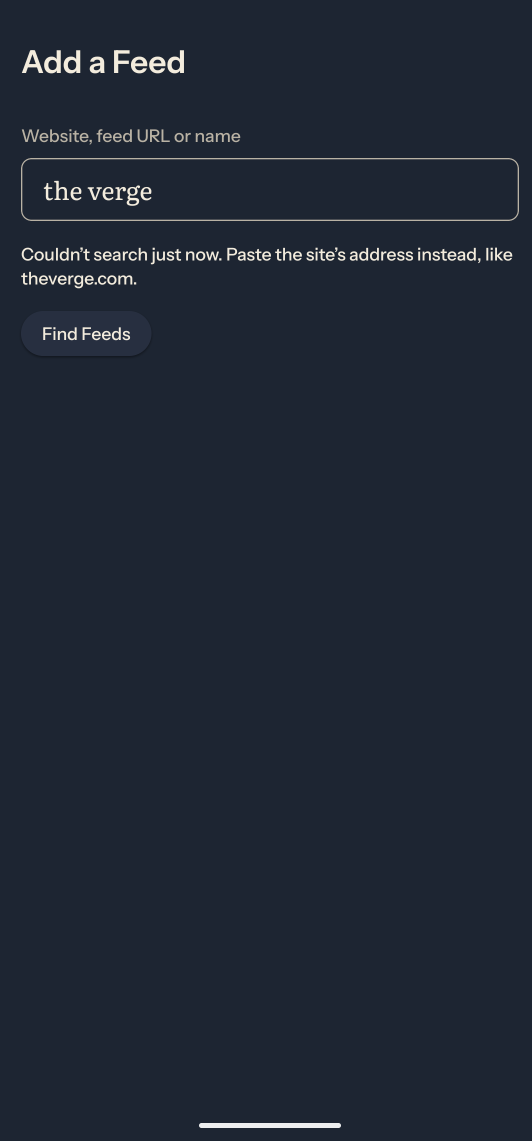 Add a Feed
Website, feed URL or name
the verge
Couldn’t search just now. Paste the site’s address instead, like
theverge.com.
Find Feeds